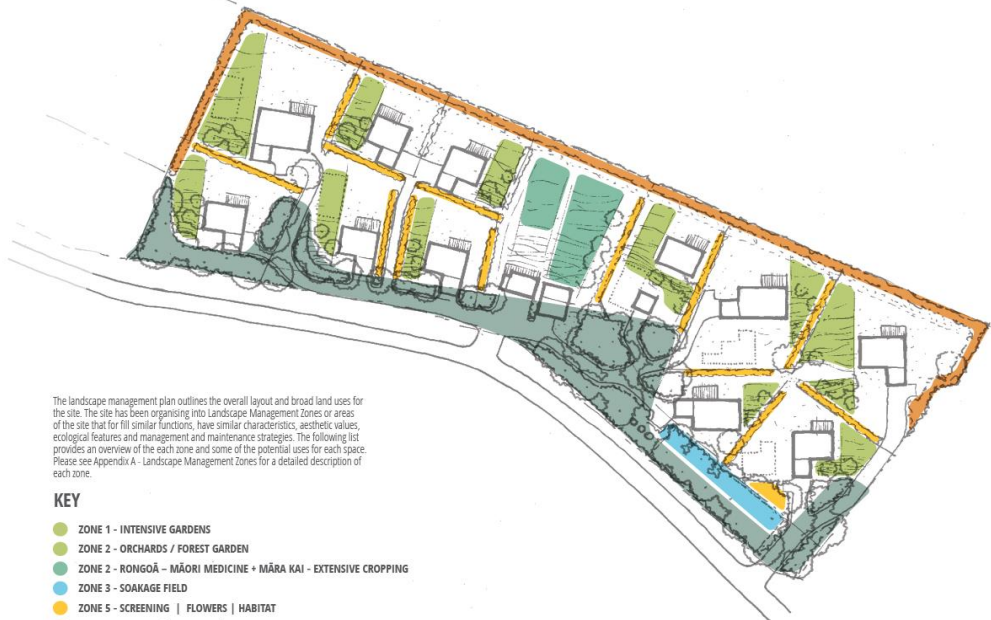 The landscape management plan outlines the overall layout and broad land uses for
the site. The site has been organising into Landscape Management Zones or areas
of the site that for fill similar functions, have similar characteristics, aesthetic values,
ecological features and management and maintenance strategies. The following list
provides an overview of the each zone and some of the potential uses for each space.
Please see Appendix A - Landscape Management Zones for a detailed description of
each zone.
KEY
ZONE 1 - INTENSIVE GARDENS
ZONE 2 - ORCHARDS / FOREST GARDEN
ZONE 2 - RONGOĀ – MĀORI MEDICINE + MĀRA KAI - EXTENSIVE CROPPING
ZONE 3 - SOAKAGE FIELD
ZONE 5 - SCREENING | FLOWERS | HABITAT